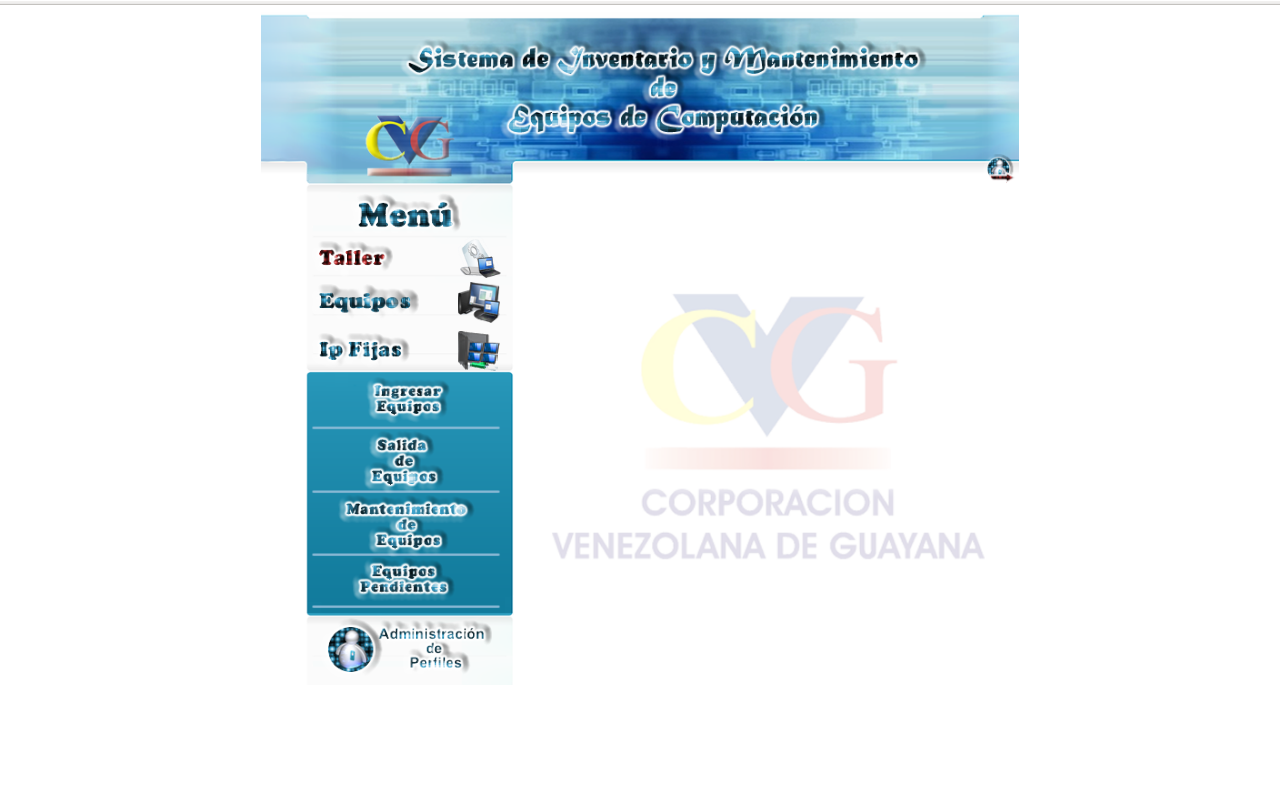 Sistema de Inventario y Mantenimiento
de
Equipos de Computación
CVG
Menú
Taller
Equipos
Ip Fijas
Ingresar
Equipos
Salida
de
Equipos
Mantenimiento
de
Equipos
Equipos
Pendientes
Administración
de
Perfiles
CVG
CORPORACION
VENEZOLANA DE GUAYANA